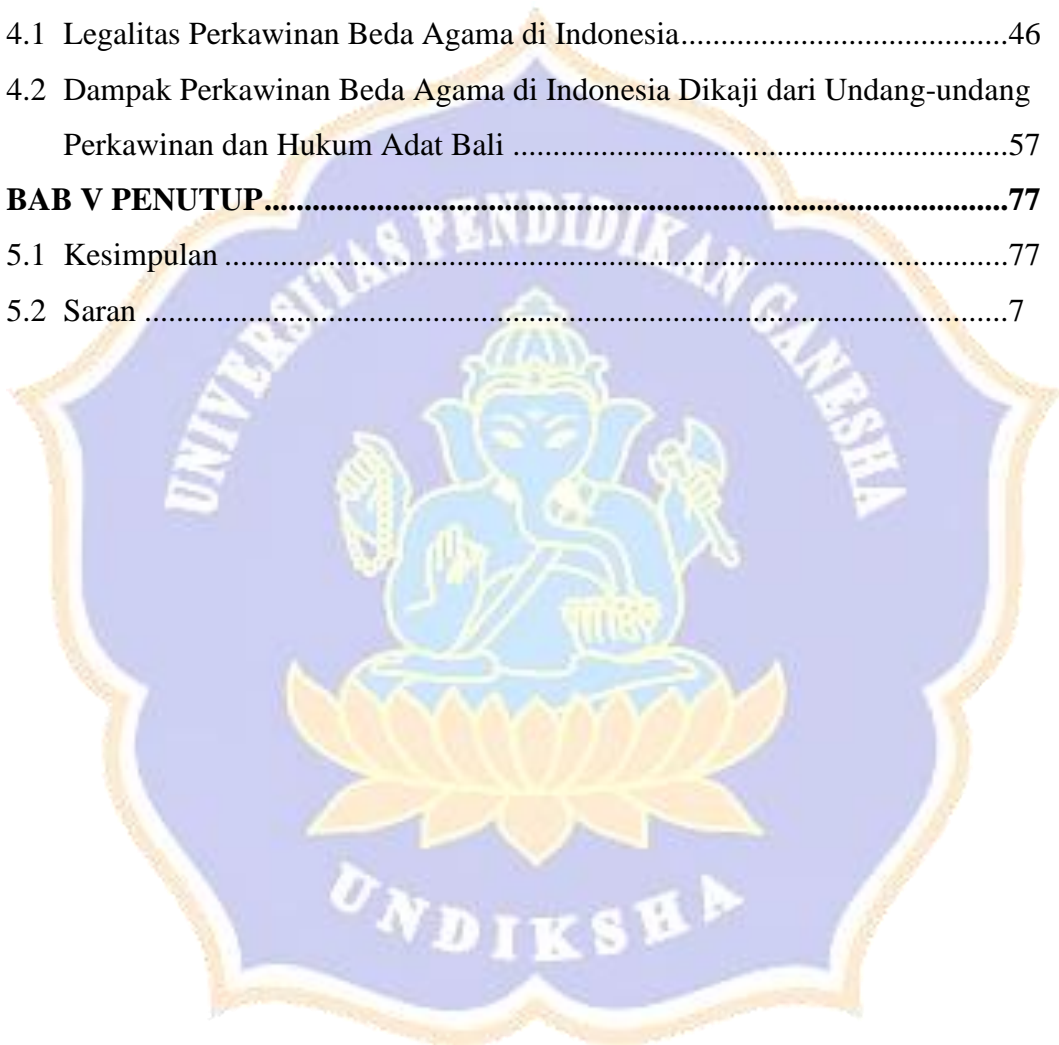 4.1 Legalitas Perkawinan Beda Agama di Indonesia...................................46
4.2 Dampak Perkawinan Beda Agama di Indonesia Dikaji dari Undang-undang
Perkawinan dan Hukum Adat Bali .....................................................57
BAB V PENUTUP...............................................................................77
5.1 Kesimpulan ...................................................................................77
5.2 Saran ............................................................................................7
UNIVERSITAS PENDIDIKAN GANESHA
UNDIKSHA